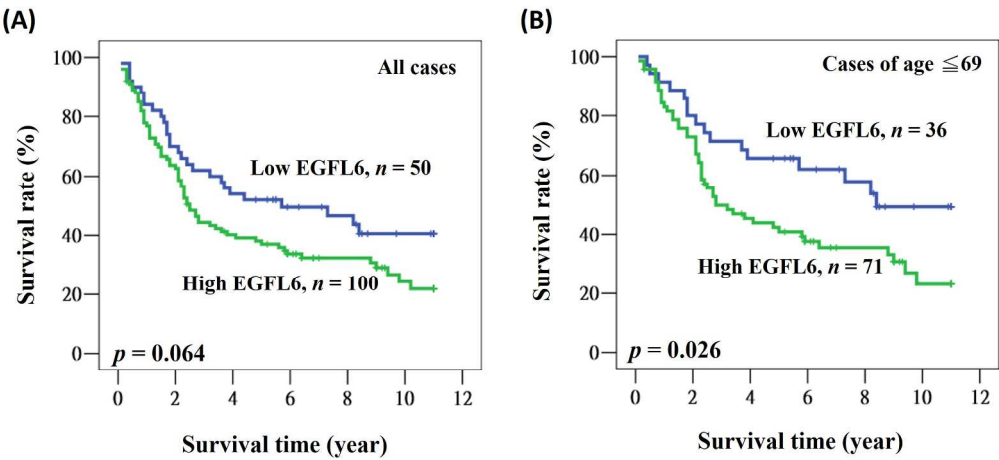 (A)
All cases
Low EGFL6, n = 50
High EGFL6, n = 100
p = 0.064
Survival rate (%)
100
80
60
40
20
0
0 2 4 6 8 10 12
Survival time (year)
(B)
Cases of age ≦69
Low EGFL6, n = 36
High EGFL6, n = 71
p = 0.026
Survival rate (%)
100
80
60
40
20
0
0 2 4 6 8 10 12
Survival time (year)